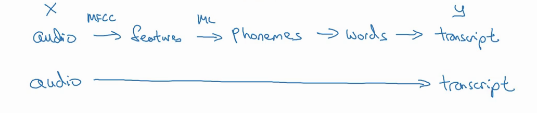 X y
MFCC ML
audio → features → Phonemes → words → transcript
audio → transcript